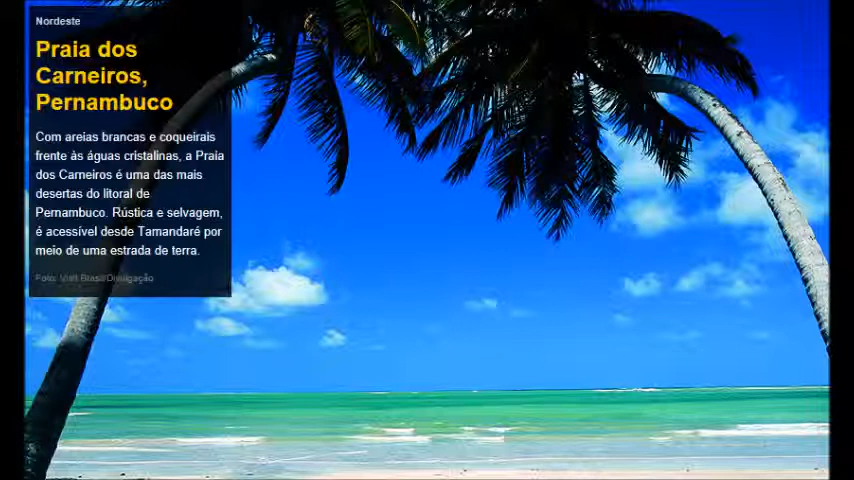 Nordeste
Praia dos
Carneiros,
Pernambuco
Com areias brancas e coqueirais
frente às águas cristalinas, a Praia
dos Carneiros é uma das mais
desertas do litoral de
Pernambuco. Rústica e selvagem,
é acessível desde Tamandaré por
meio de uma estrada de terra.
Foto: Visit Brasil/Divulgação